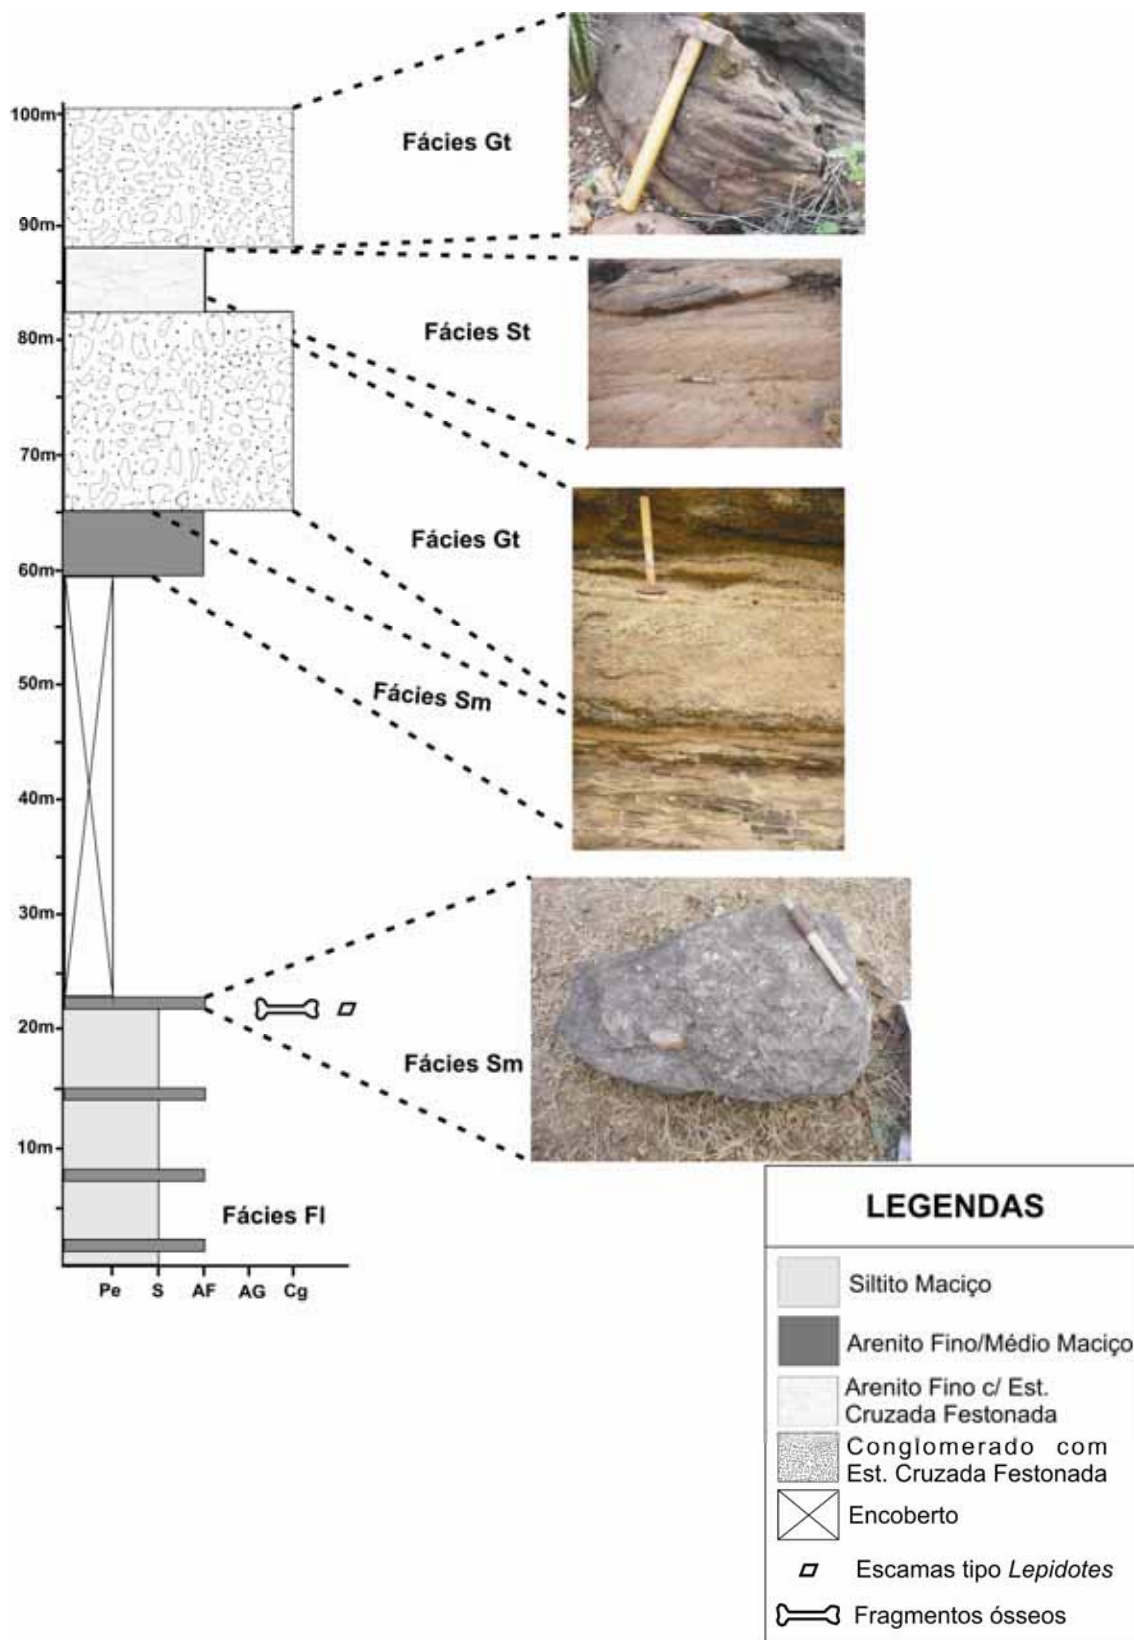 100m
90m
80m
70m
60m
50m
40m
30m
20m
10m
Fácies Gt
Fácies St
Fácies Gt
Fácies Sm
Fácies Sm
Fácies Fl
Pe S AF AG Cg
LEGENDAS
Siltito Maciço
Arenito Fino/Médio Maciço
Arenito Fino c/ Est.
Cruzada Festonada
Conglomerado com
Est. Cruzada Festonada
Encoberto
Escamas tipo Lepidotes
Fragmentos ósseos